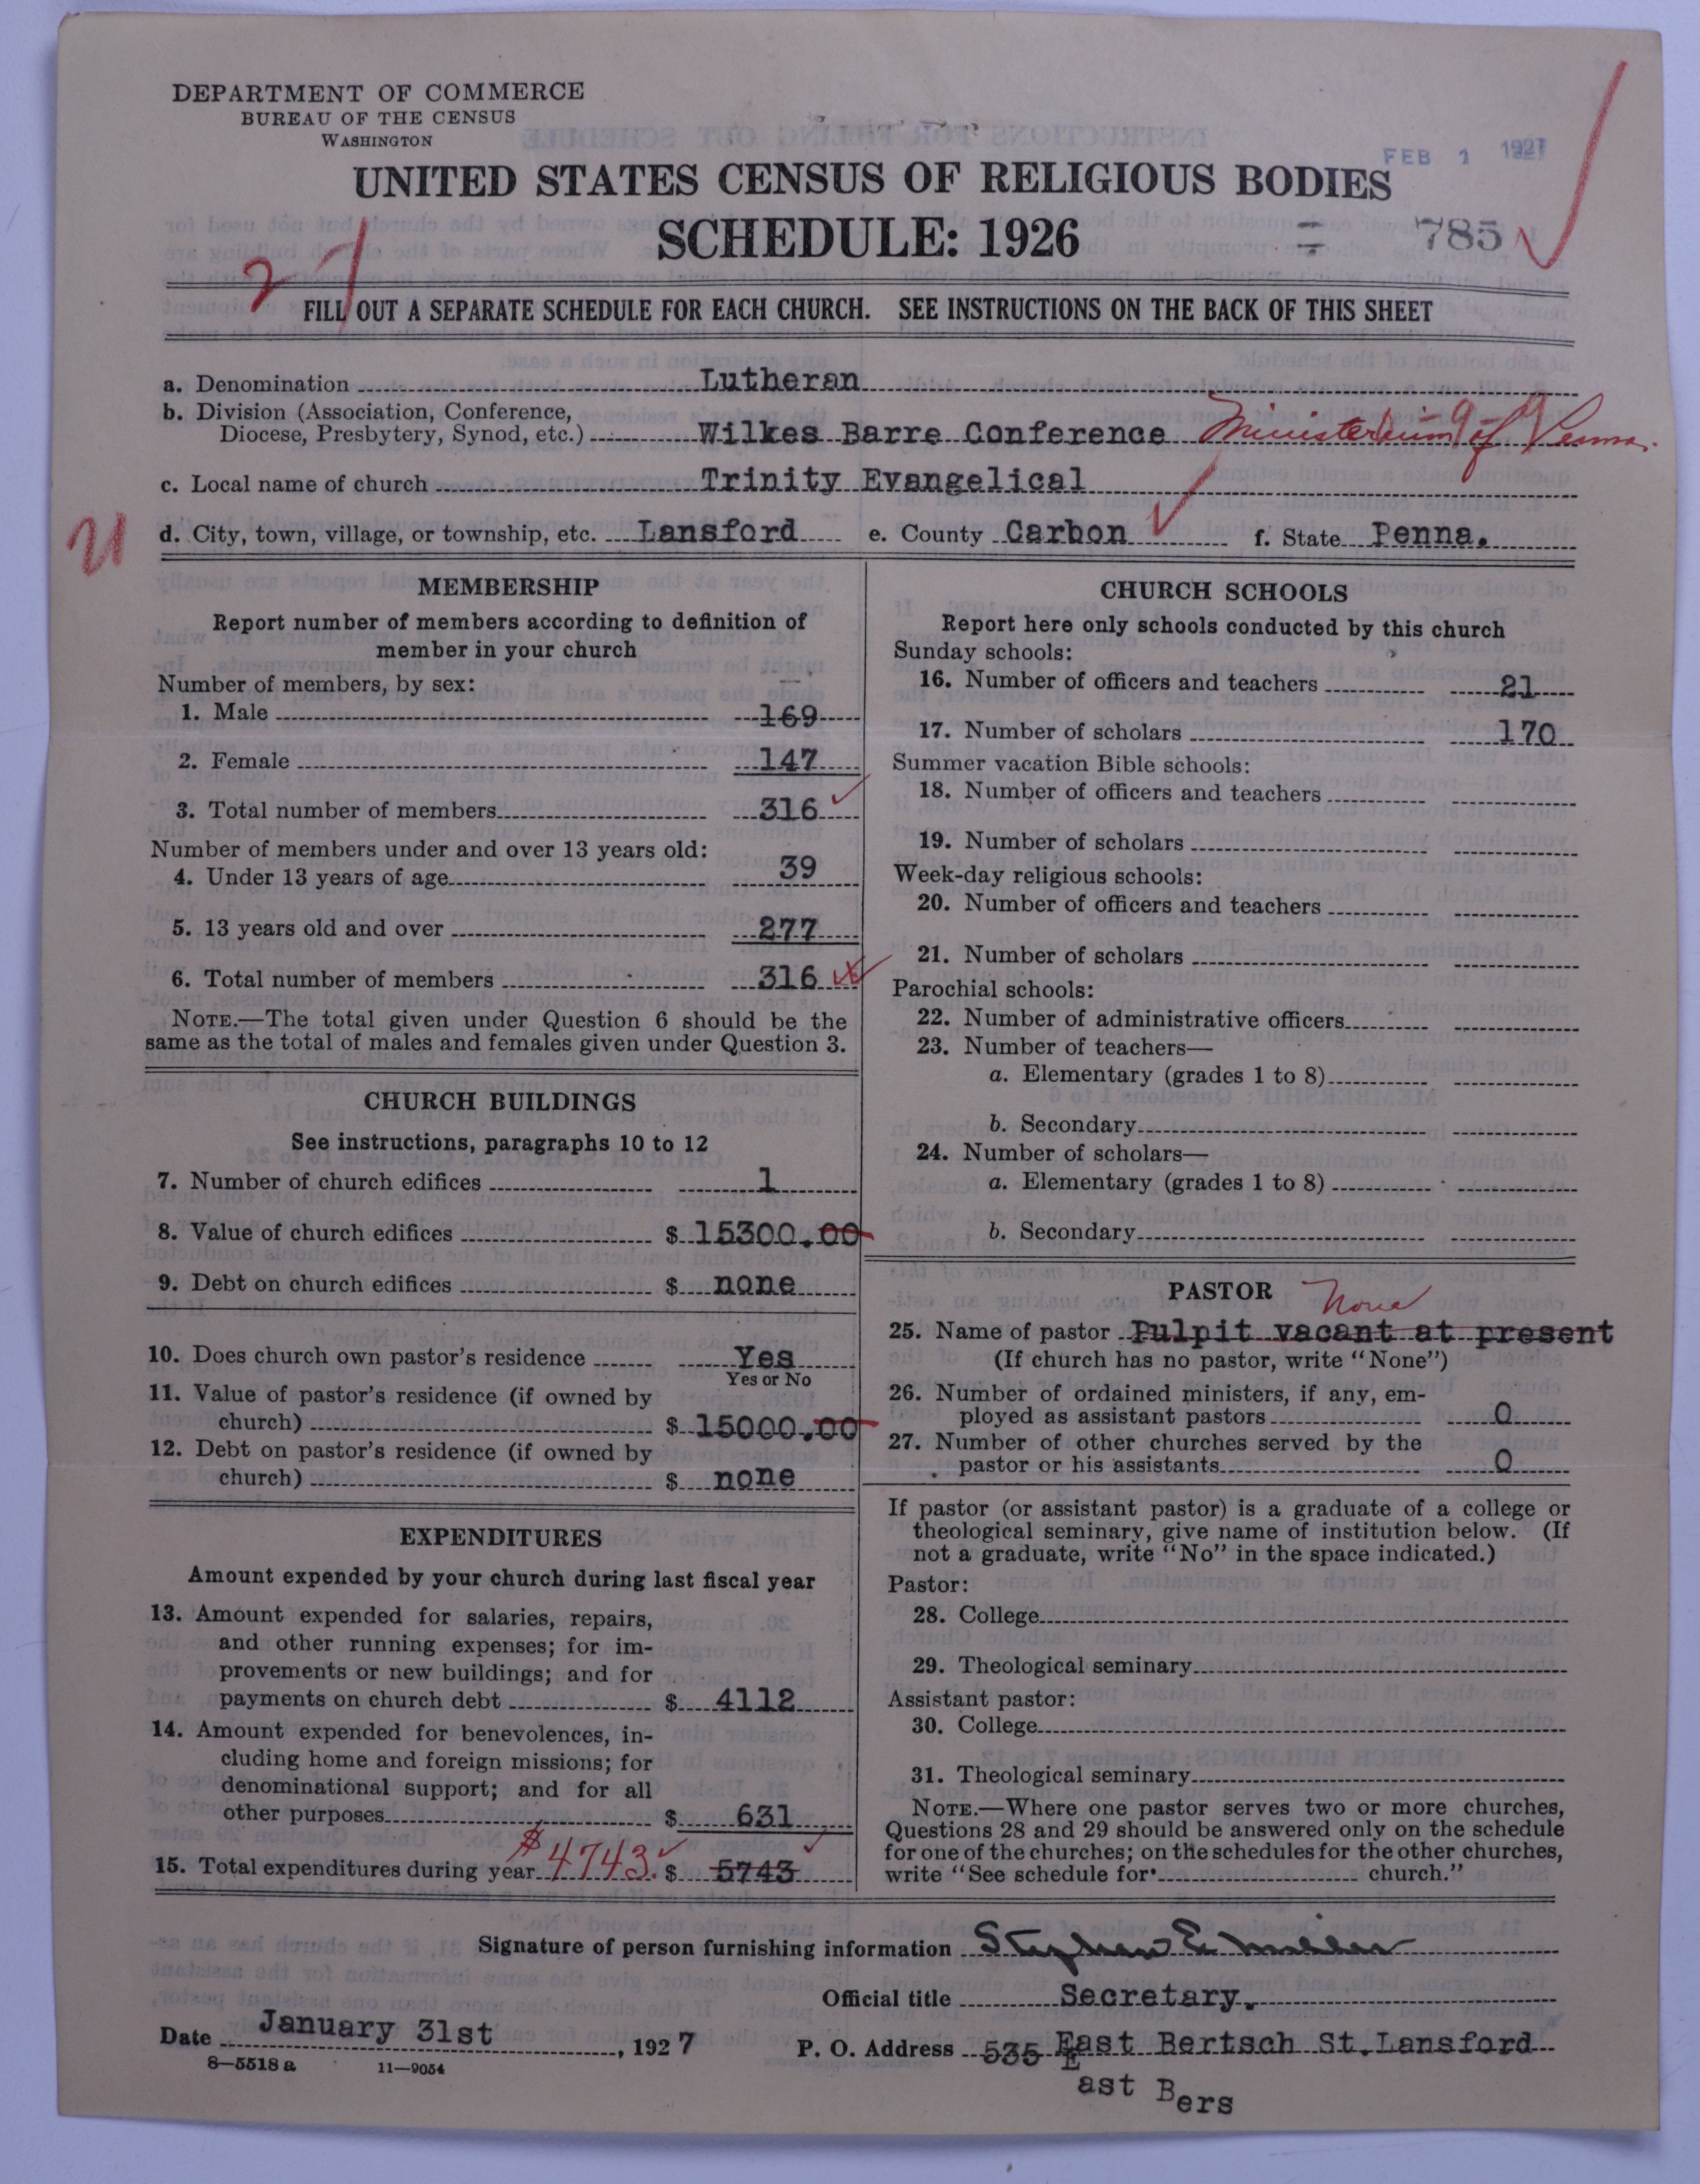 DEPARTMENT OF COMMERCE
BUREAU OF THE CENSUS
WASHINGTON
FEB 1 1927
UNITED STATES CENSUS OF RELIGIOUS BODIES
SCHEDULE: 1926
785
FILL OUT A SEPARATE SCHEDULE FOR EACH CHURCH. SEE INSTRUCTIONS ON THE BACK OF THIS SHEET
a. Denomination Lutheran
b. Division (Association, Conference,
Diocese, Presbytery, Synod, etc.) Wilkes Barre Conference Ministerium of Penna.
c. Local name of church Trinity Evangelical
d. City, town, village, or township, etc. Lansford e. County Carbon f. State Penna.
MEMBERSHIP
Report number of members according to definition of
member in your church
Number of members, by sex:
1. Male 169
2. Female 147
3. Total number of members 316
Number of members under and over 13 years old:
4. Under 13 years of age 39
5. 13 years old and over 277
6. Total number of members 316
NOTE.—The total given under Question 6 should be the
same as the total of males and females given under Question 3.
CHURCH BUILDINGS
See instructions, paragraphs 10 to 12
7. Number of church edifices 1
8. Value of church edifices $ 15300.00
9. Debt on church edifices $ none
10. Does church own pastor's residence Yes
Yes or No
11. Value of pastor's residence (if owned by
church) $ 15000.00
12. Debt on pastor's residence (if owned by
church) $ none
EXPENDITURES
Amount expended by your church during last fiscal year
13. Amount expended for salaries, repairs,
and other running expenses; for im-
provements or new buildings; and for
payments on church debt $ 4112
14. Amount expended for benevolences, in-
cluding home and foreign missions; for
denominational support; and for all
other purposes $ 631
15. Total expenditures during year $4743. $ 5743
CHURCH SCHOOLS
Report here only schools conducted by this church
Sunday schools:
16. Number of officers and teachers 21
17. Number of scholars 170
Summer vacation Bible schools:
18. Number of officers and teachers
19. Number of scholars
Week-day religious schools:
20. Number of officers and teachers
21. Number of scholars
Parochial schools:
22. Number of administrative officers
23. Number of teachers—
a. Elementary (grades 1 to 8)
b. Secondary
24. Number of scholars—
a. Elementary (grades 1 to 8)
b. Secondary
PASTOR None
25. Name of pastor Pulpit vacant at present
(If church has no pastor, write "None")
26. Number of ordained ministers, if any, em-
ployed as assistant pastors 0
27. Number of other churches served by the
pastor or his assistants 0
If pastor (or assistant pastor) is a graduate of a college or
theological seminary, give name of institution below. (If
not a graduate, write "No" in the space indicated.)
Pastor:
28. College
29. Theological seminary
Assistant pastor:
30. College
31. Theological seminary
NOTE.—Where one pastor serves two or more churches,
Questions 28 and 29 should be answered only on the schedule
for one of the churches; on the schedules for the other churches,
write "See schedule for church."
Signature of person furnishing information Stephen E. Miller
Official title Secretary.
Date January 31st, 1927 P. O. Address 535 East Bertsch St. Lansford
8—5518 a 11—9054
ast Bers